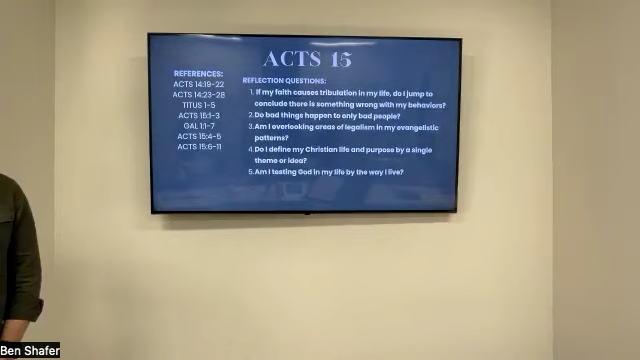 ACTS 15
REFERENCES:
ACTS 14:19-22
ACTS 14:23-28
TITUS 1-5
ACTS 15:1-3
GAL 1:1-7
ACTS 15:4-5
ACTS 15:6-11
REFLECTION QUESTIONS:
1. If my faith causes tribulation in my life, do I jump to
conclude there is something wrong with my behaviors?
2. Do bad things happen to only bad people?
3. Am I overlooking areas of legalism in my evangelistic
patterns?
4. Do I define my Christian life and purpose by a single
theme or idea?
5. Am I testing God in my life by the way I live?
Ben Shafer